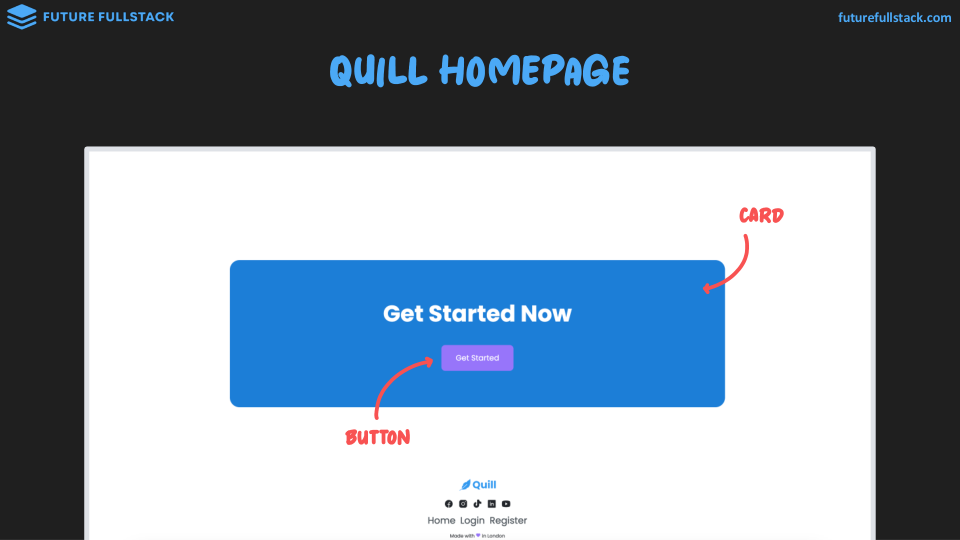 FUTURE FULLSTACK
futurefullstack.com
QUILL HOMEPAGE
CARD
Get Started Now
Get Started
BUTTON
Quill
Home Login Register
Made with 💜 in London